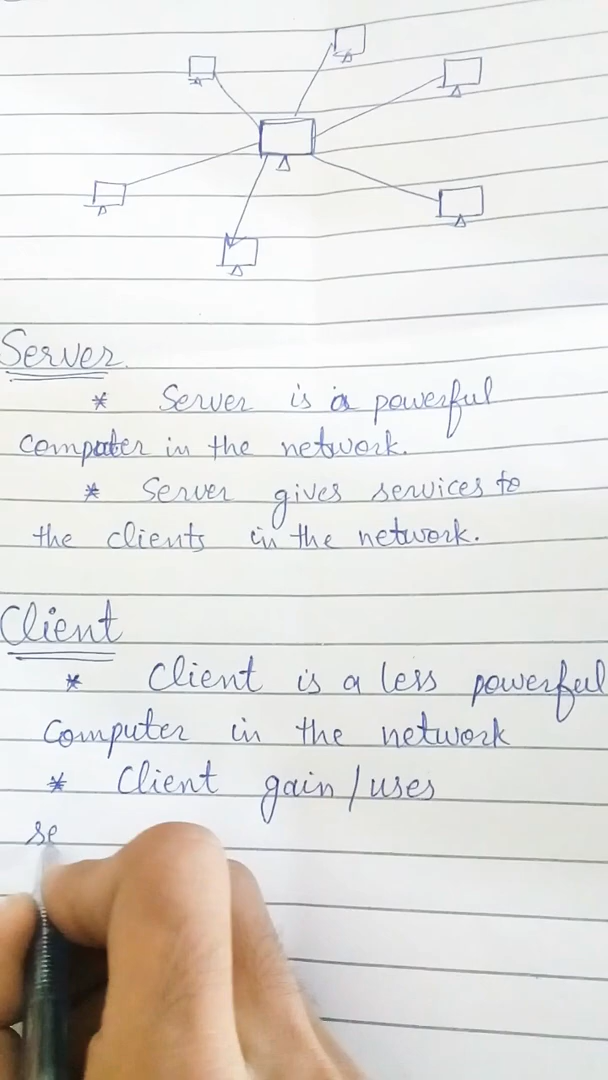 Server
* Server is a powerful
computer in the network.
* Server gives services to
the clients in the network.
Client
* Client is a less powerful
Computer in the network
* Client gain/uses
se